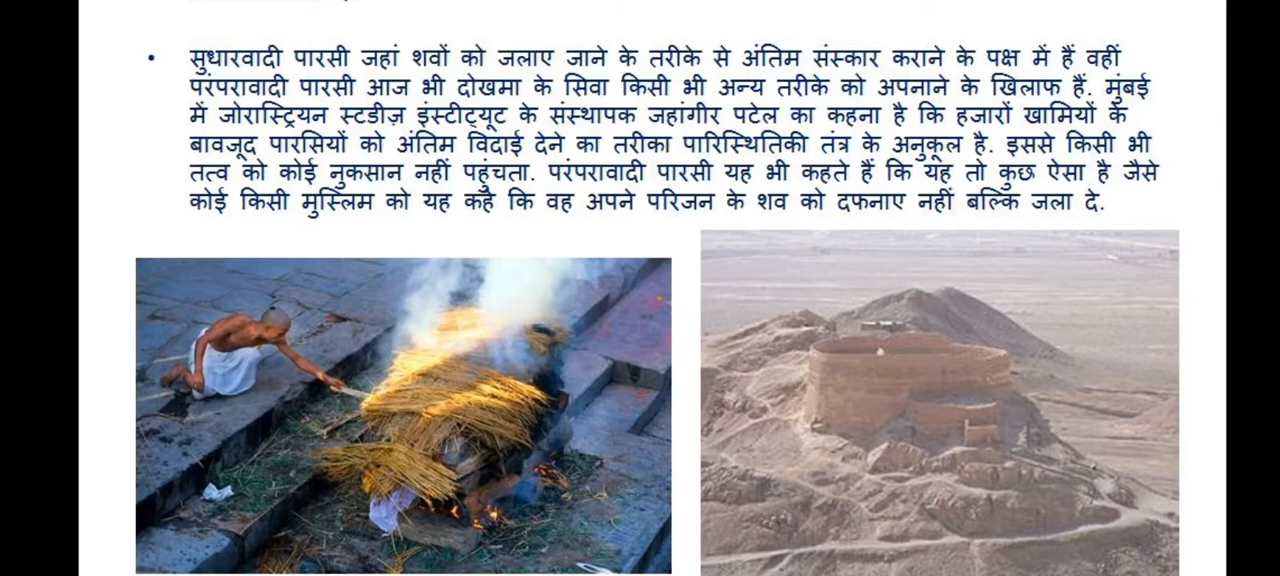 • सुधारवादी पारसी जहां शवों को जलाए जाने के तरीके से अंतिम संस्कार कराने के पक्ष में हैं वहीं
परंपरावादी पारसी आज भी दोखमा के सिवा किसी भी अन्य तरीके को अपनाने के खिलाफ हैं. मुंबई
में जोरास्ट्रियन स्टडीज़ इंस्टीट्यूट के संस्थापक जहांगीर पटेल का कहना है कि हजारों खामियों के
बावजूद पारसियों को अंतिम विदाई देने का तरीका पारिस्थितिकी तंत्र के अनुकूल है. इससे किसी भी
तत्व को कोई नुकसान नहीं पहुंचता. परंपरावादी पारसी यह भी कहते हैं कि यह तो कुछ ऐसा है जैसे
कोई किसी मुस्लिम को यह कहे कि वह अपने परिजन के शव को दफनाए नहीं बल्कि जला दे.